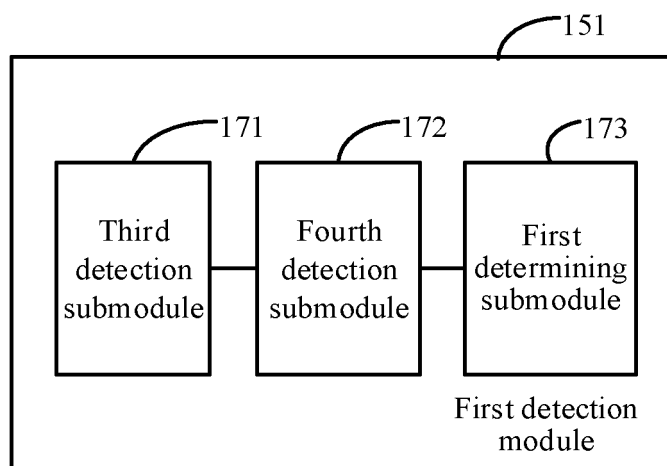 151
171
172
173
Third
detection
submodule
Fourth
detection
submodule
First
determining
submodule
First detection
module